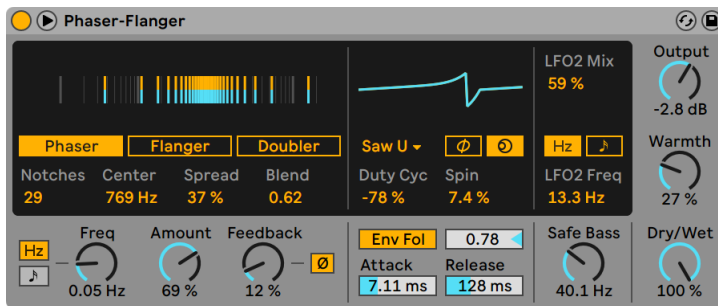 Phaser-Flanger
LFO2 Mix
59 %
Output
-2.8 dB
Phaser Flanger Doubler
Saw U
Hz
Warmth
27 %
Notches Center Spread Blend
29 769 Hz 37 % 0.62
Duty Cyc Spin
-78 % 7.4 %
LFO2 Freq
13.3 Hz
Freq Amount Feedback
Hz
Ø
0.05 Hz 69 % 12 %
Env Fol 0.78
Attack Release
7.11 ms 128 ms
Safe Bass
40.1 Hz
Dry/Wet
100 %